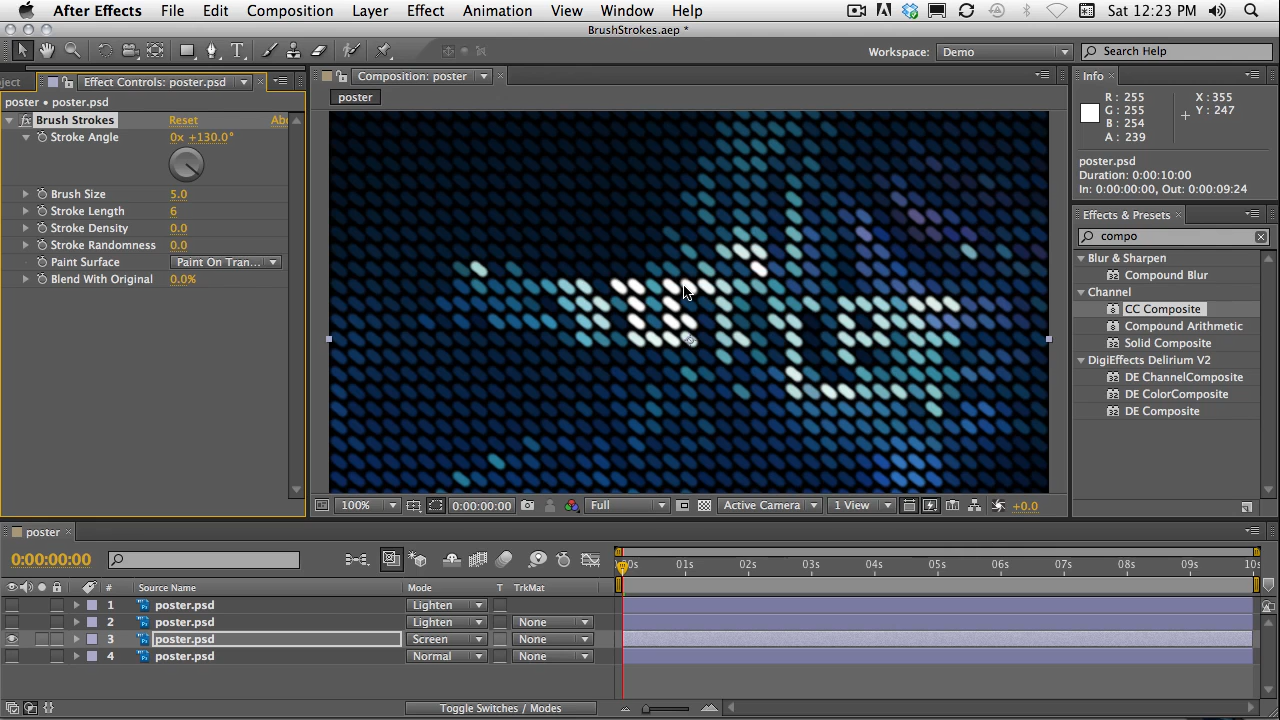 After Effects File Edit Composition Layer Effect Animation View Window Help Sat 12:23 PM
BrushStrokes.aep *
Workspace: Demo Search Help
ject Effect Controls: poster.psd Composition: poster Info
poster • poster.psd
poster
R : 255 X : 355
G : 255 Y : 247
B : 254
A : 239
fx Brush Strokes Reset Abo
Stroke Angle 0x +130.0°
Brush Size 5.0
Stroke Length 6
Stroke Density 0.0
Stroke Randomness 0.0
Paint Surface Paint On Tran...
Blend With Original 0.0%
poster.psd
Duration: 0:00:10:00
In: 0:00:00:00, Out: 0:00:09:24
Effects & Presets
compo
Blur & Sharpen
Compound Blur
Channel
CC Composite
Compound Arithmetic
Solid Composite
DigiEffects Delirium V2
DE ChannelComposite
DE ColorComposite
DE Composite
100% 0:00:00:00 Full Active Camera 1 View +0.0
poster
0:00:00:00
00s 01s 02s 03s 04s 05s 06s 07s 08s 09s 10s
# Source Name Mode T TrkMat
1 poster.psd Lighten
2 poster.psd Lighten None
3 poster.psd Screen None
4 poster.psd Normal None
Toggle Switches / Modes